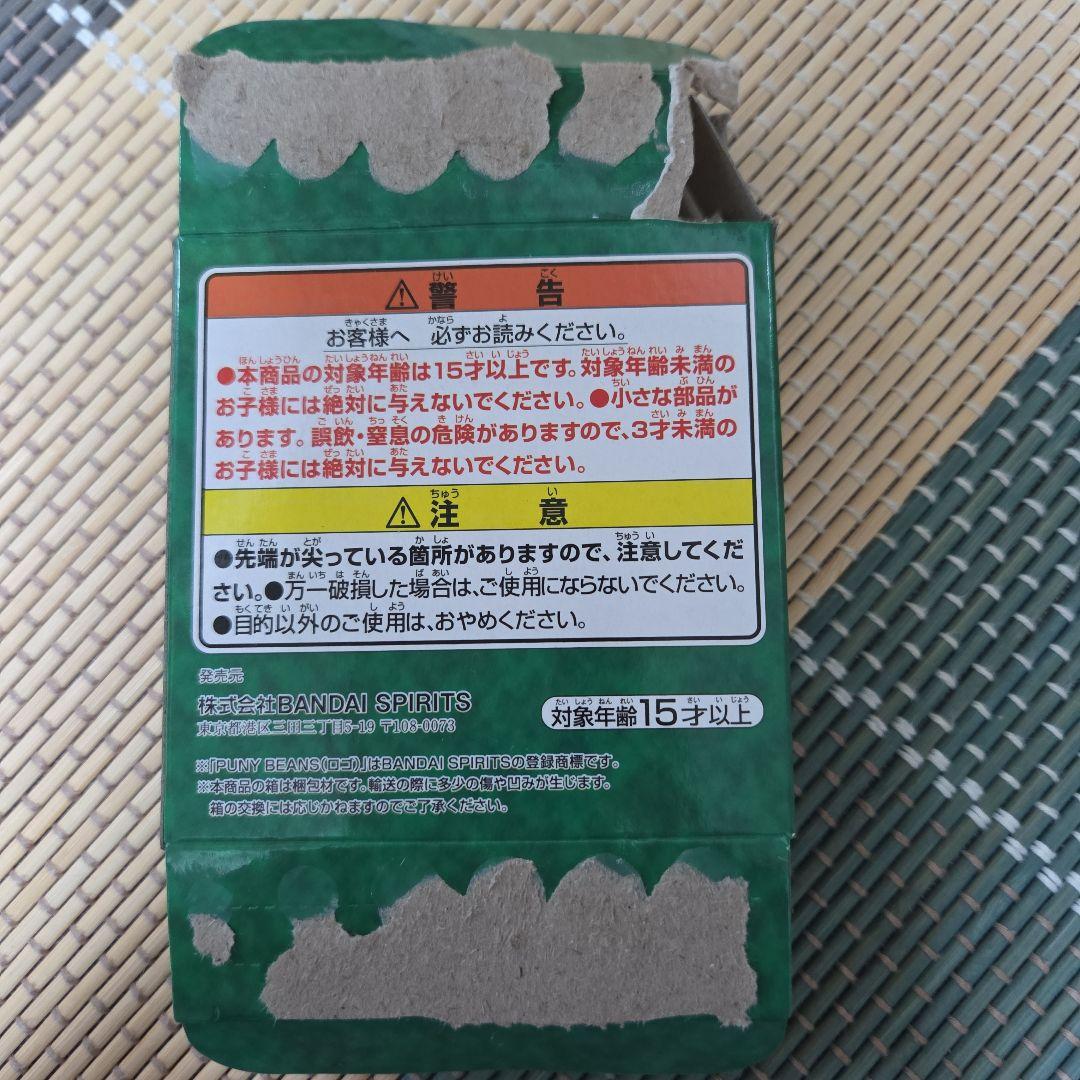 ⚠警告
お客様へ 必ずお読みください。
●本商品の対象年齢は15才以上です。対象年齢未満の
お子様には絶対に与えないでください。●小さな部品が
あります。誤飲・窒息の危険がありますので、3才未満の
お子様には絶対に与えないでください。
⚠注意
●先端が尖っている箇所がありますので、注意してくだ
さい。●万一破損した場合は、ご使用にならないでください。
●目的以外のご使用は、おやめください。
発売元
株式会社BANDAI SPIRITS
東京都港区三田三丁目5-19 〒108-0073
対象年齢15才以上
※「PUNY BEANS(ロゴ)」はBANDAI SPIRITSの登録商標です。
※本商品の箱は梱包材です。輸送の際に多少の傷や凹みが生じます。
箱の交換には応じかねますのでご了承ください。